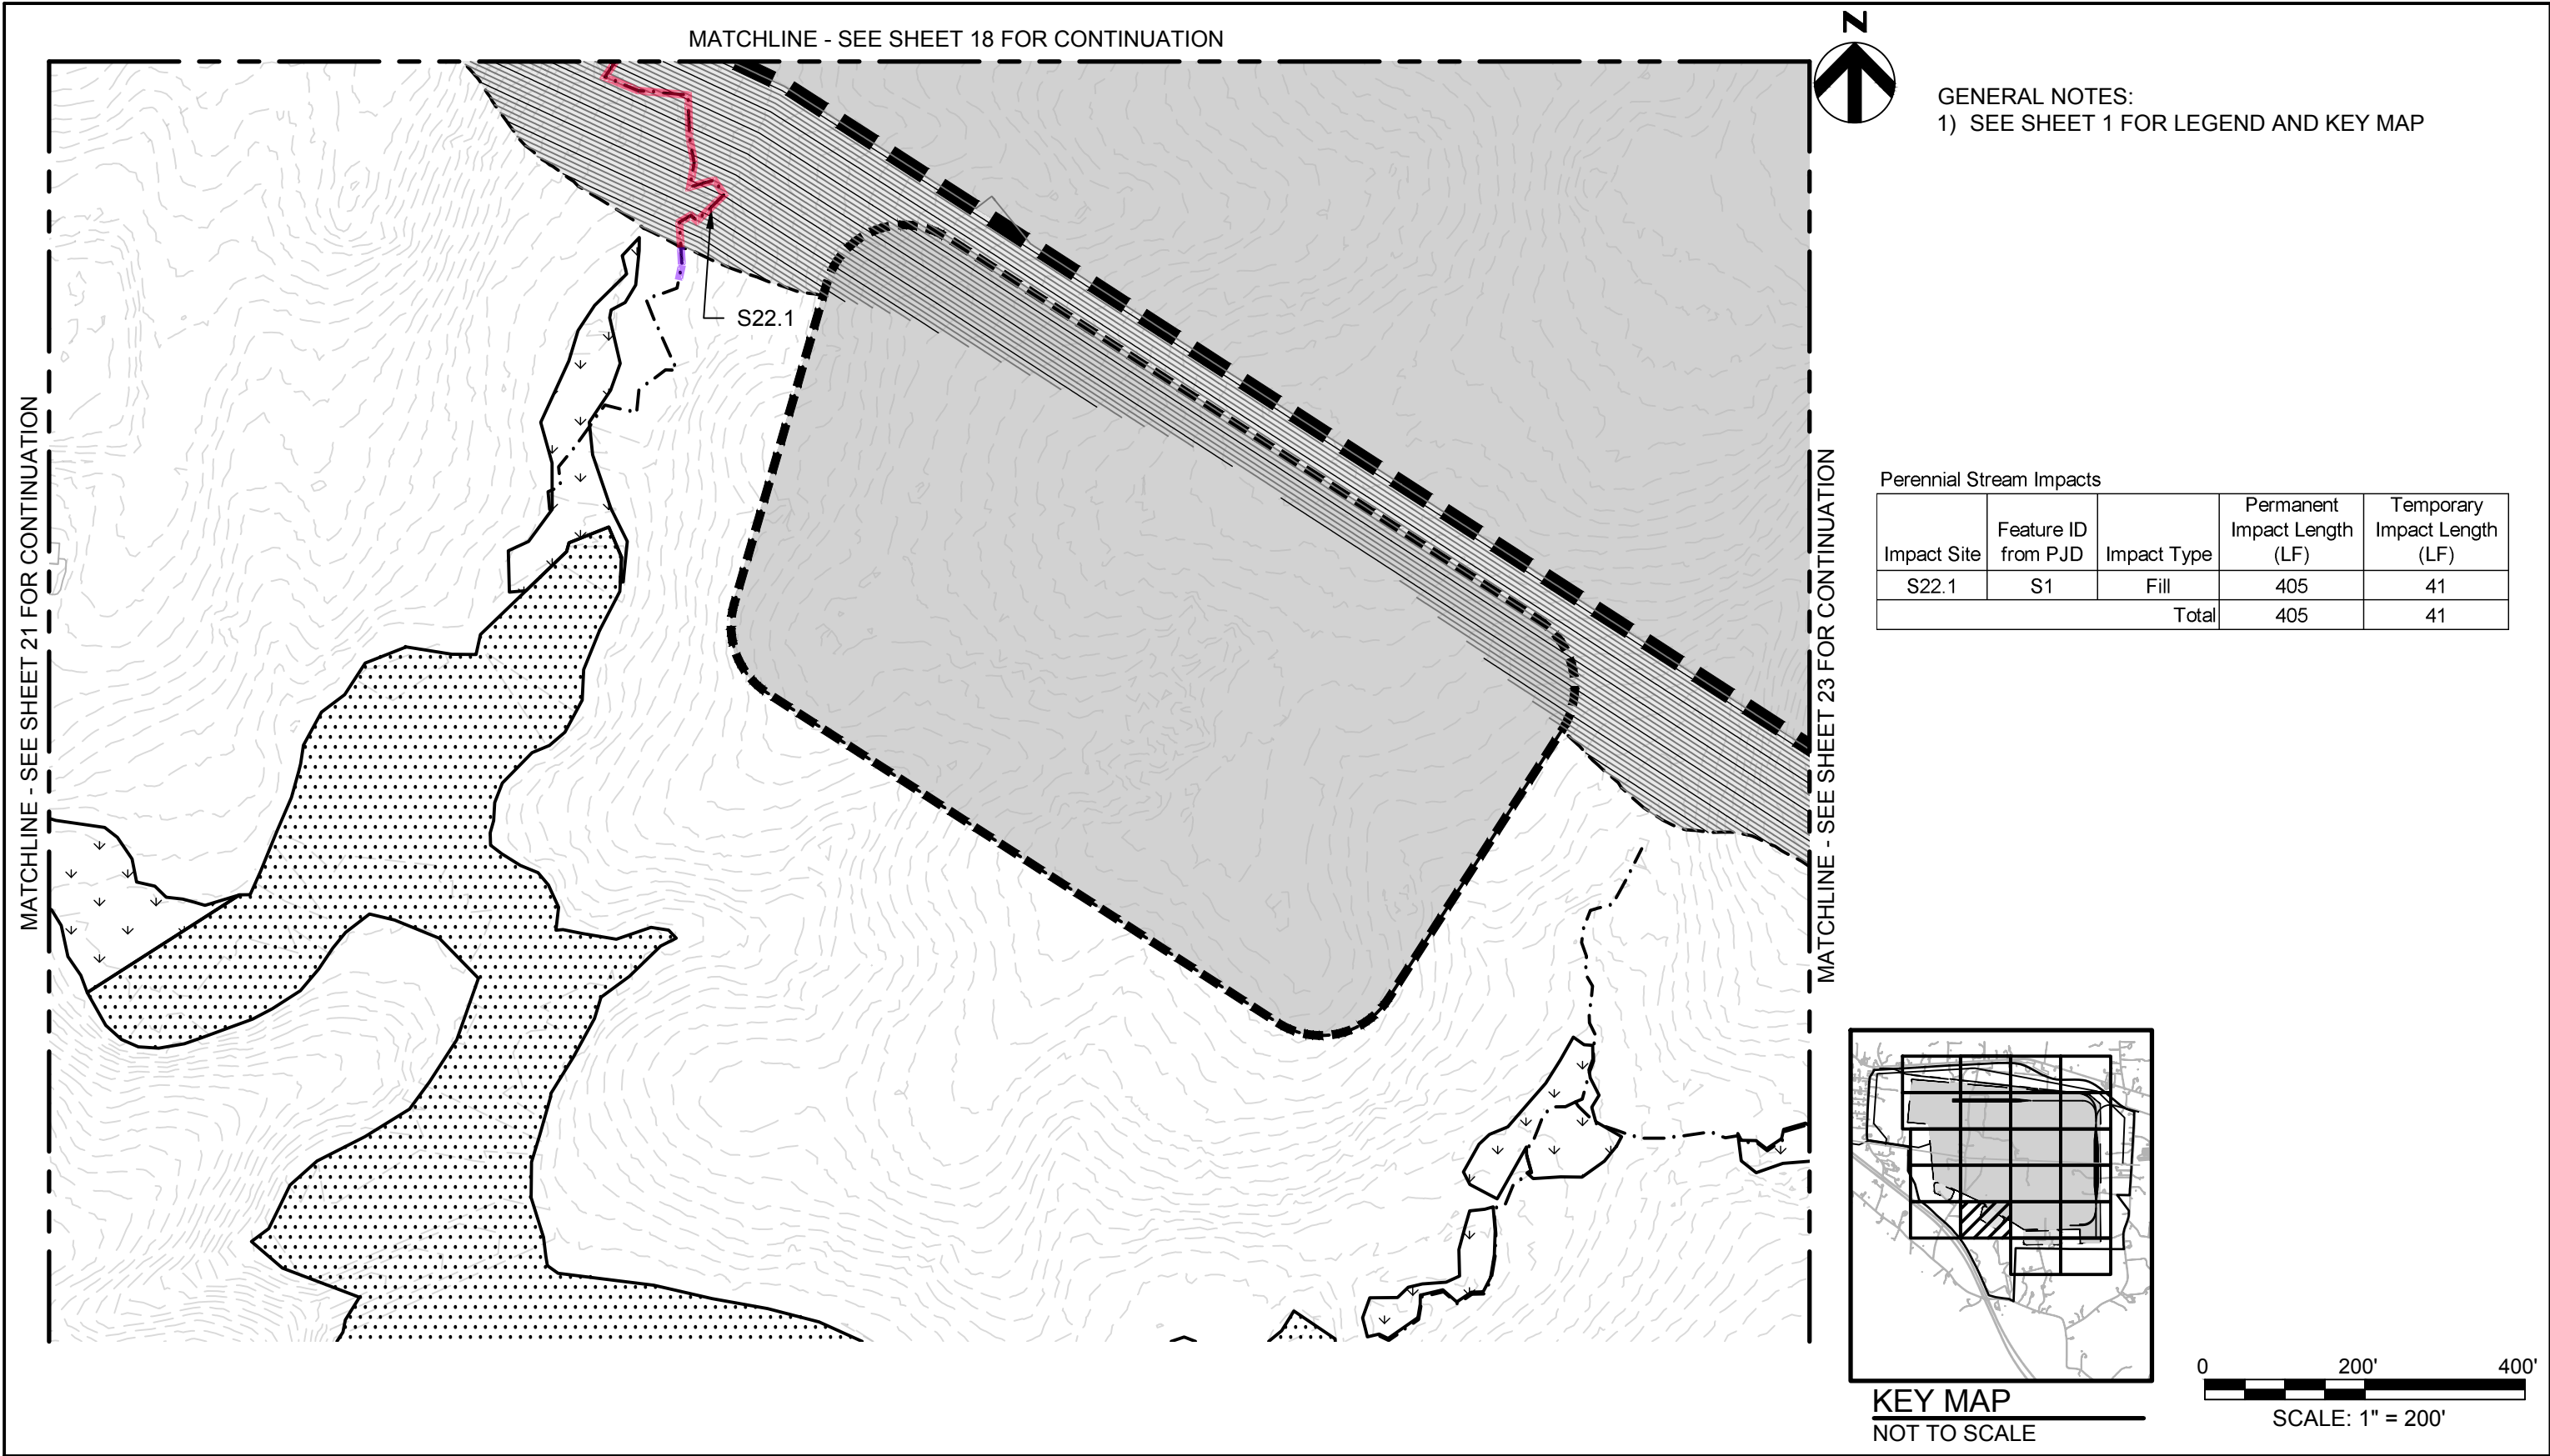 MATCHLINE - SEE SHEET 18 FOR CONTINUATION
N
GENERAL NOTES:
1) SEE SHEET 1 FOR LEGEND AND KEY MAP
MATCHLINE - SEE SHEET 21 FOR CONTINUATION
S22.1
MATCHLINE - SEE SHEET 23 FOR CONTINUATION
Perennial Stream Impacts
Impact Site Feature ID from PJD Impact Type Permanent Impact Length (LF) Temporary Impact Length (LF)
S22.1 S1 Fill 405 41
Total 405 41
KEY MAP
NOT TO SCALE
0 200' 400'
SCALE: 1" = 200'